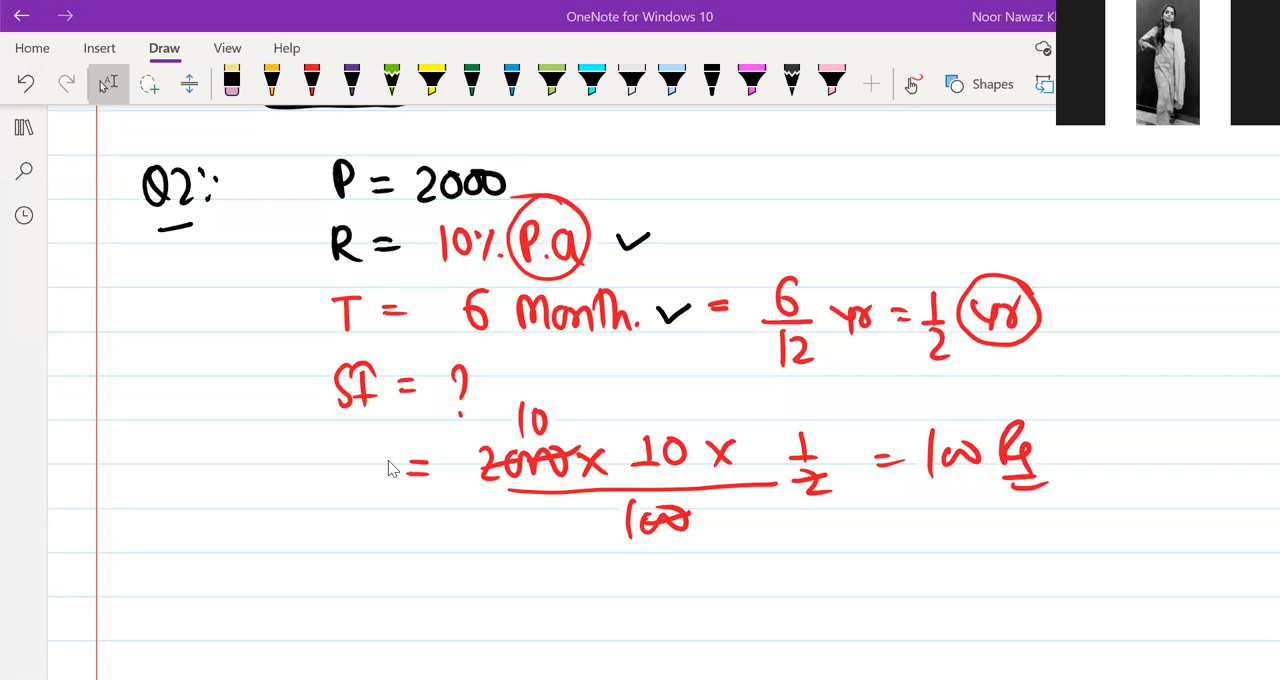 OneNote for Windows 10
Noor Nawaz Kh
Home Insert Draw View Help
Shapes
Q2:
P = 2000
R = 10% P.a
T = 6 Month. = 6/12 yr = 1/2 yr
SI = ?
10
= 2000 x 10 x 1/2 = 100 Rs
100